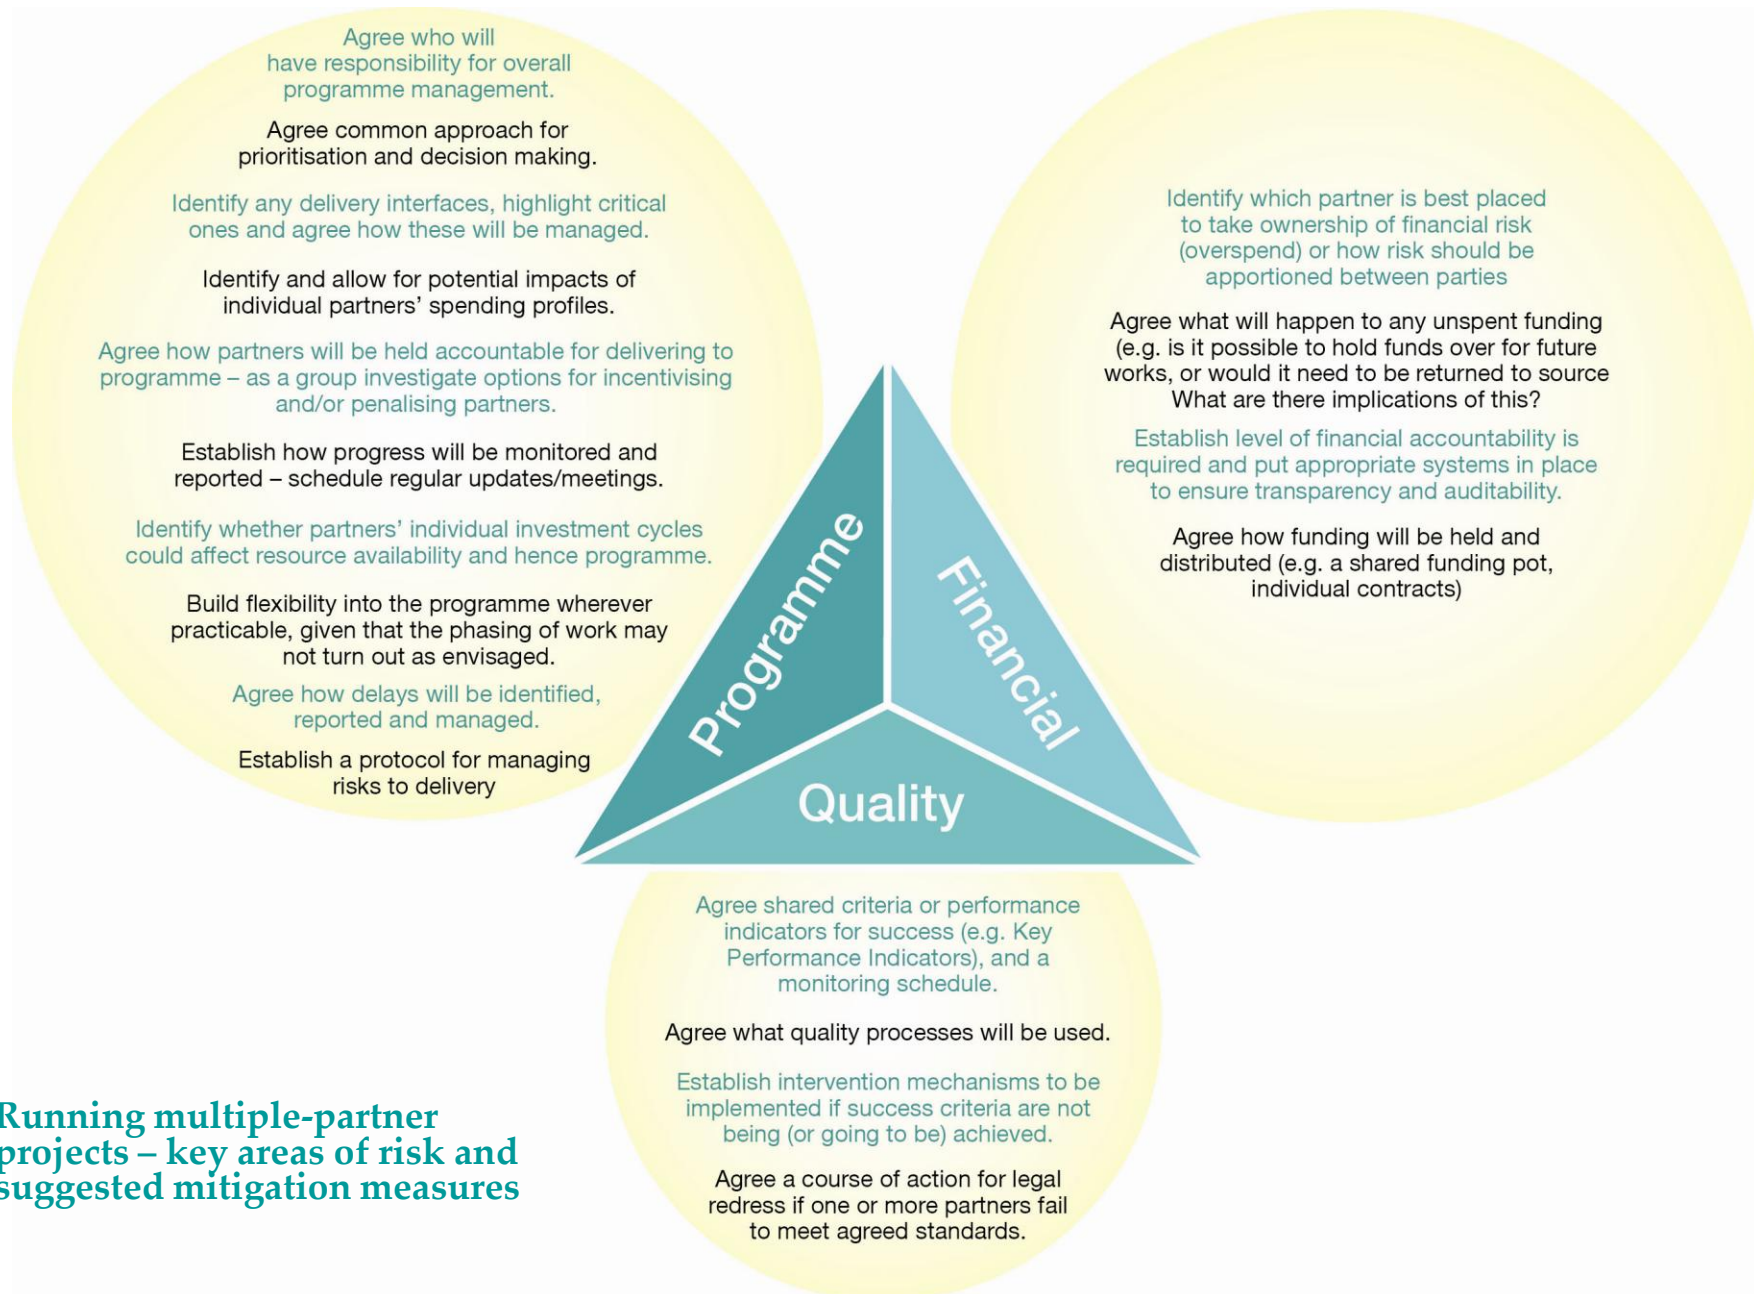 Agree who will
have responsibility for overall
programme management.
Agree common approach for
prioritisation and decision making.
Identify any delivery interfaces, highlight critical
ones and agree how these will be managed.
Identify and allow for potential impacts of
individual partners’ spending profiles.
Agree how partners will be held accountable for delivering to
programme – as a group investigate options for incentivising
and/or penalising partners.
Establish how progress will be monitored and
reported – schedule regular updates/meetings.
Identify whether partners’ individual investment cycles
could affect resource availability and hence programme.
Build flexibility into the programme wherever
practicable, given that the phasing of work may
not turn out as envisaged.
Agree how delays will be identified,
reported and managed.
Establish a protocol for managing
risks to delivery
Identify which partner is best placed
to take ownership of financial risk
(overspend) or how risk should be
apportioned between parties
Agree what will happen to any unspent funding
(e.g. is it possible to hold funds over for future
works, or would it need to be returned to source
What are there implications of this?
Establish level of financial accountability is
required and put appropriate systems in place
to ensure transparency and auditability.
Agree how funding will be held and
distributed (e.g. a shared funding pot,
individual contracts)
Programme
Financial
Quality
Agree shared criteria or performance
indicators for success (e.g. Key
Performance Indicators), and a
monitoring schedule.
Agree what quality processes will be used.
Establish intervention mechanisms to be
implemented if success criteria are not
being (or going to be) achieved.
Agree a course of action for legal
redress if one or more partners fail
to meet agreed standards.
Running multiple-partner
projects – key areas of risk and
suggested mitigation measures